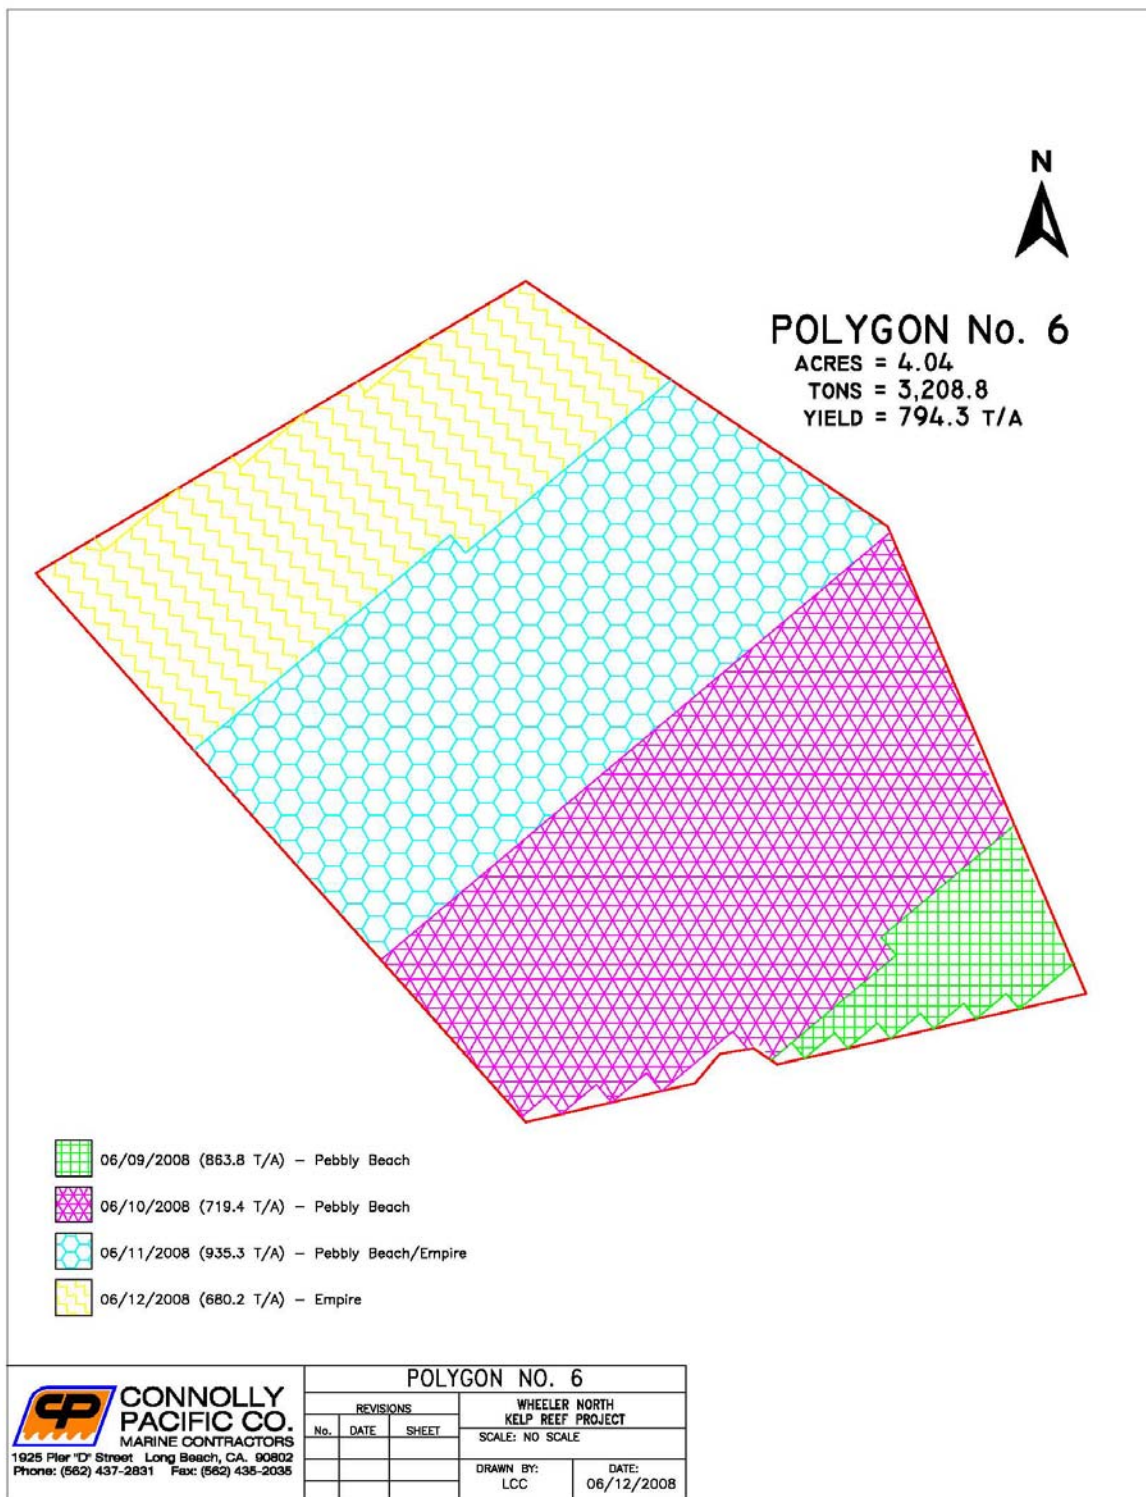 N
POLYGON No. 6
ACRES = 4.04
TONS = 3,208.8
YIELD = 794.3 T/A
06/09/2008 (863.8 T/A) – Pebbly Beach
06/10/2008 (719.4 T/A) – Pebbly Beach
06/11/2008 (935.3 T/A) – Pebbly Beach/Empire
06/12/2008 (680.2 T/A) – Empire
CP
CONNOLLY
PACIFIC CO.
MARINE CONTRACTORS
1925 Pier "D" Street Long Beach, CA. 90802
Phone: (562) 437-2831 Fax: (562) 435-2035
POLYGON NO. 6
REVISIONS
No. DATE SHEET
WHEELER NORTH
KELP REEF PROJECT
SCALE: NO SCALE
DRAWN BY:
LCC
DATE:
06/12/2008